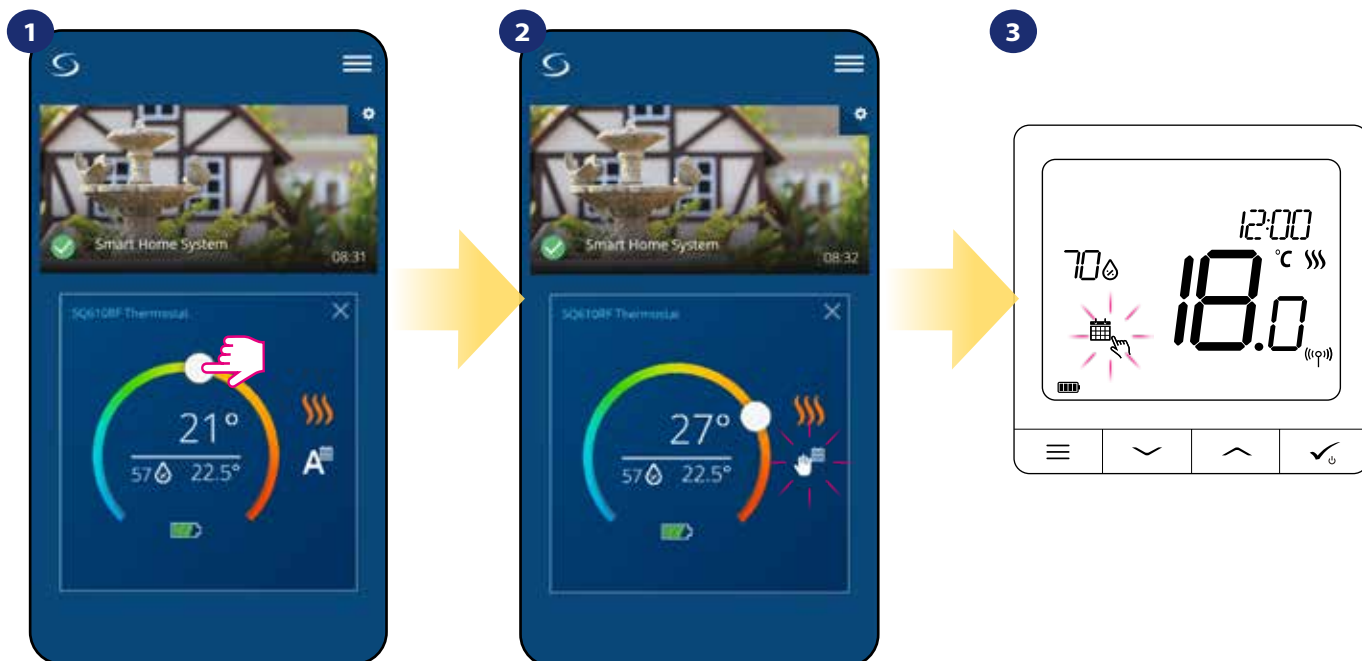 1
Smart Home System
08:31
SQ610RF Thermostat
21°
57 22.5°
A
2
Smart Home System
08:32
SQ610RF Thermostat
27°
57 22.5°
3
12:00
70 %
°C
18.0